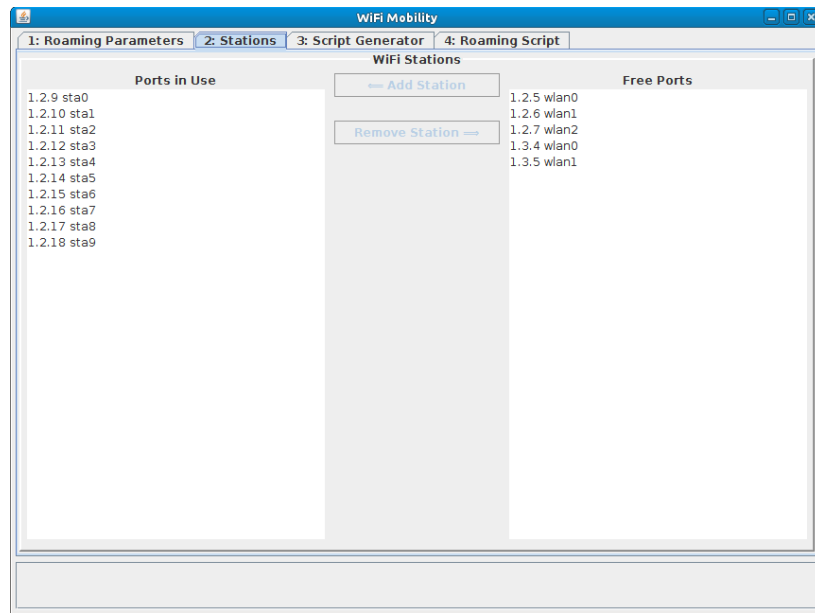 WiFi Mobility
1: Roaming Parameters 2: Stations 3: Script Generator 4: Roaming Script
WiFi Stations
Ports in Use
1.2.9 sta0
1.2.10 sta1
1.2.11 sta2
1.2.12 sta3
1.2.13 sta4
1.2.14 sta5
1.2.15 sta6
1.2.16 sta7
1.2.17 sta8
1.2.18 sta9
⟸ Add Station
Remove Station ⟹
Free Ports
1.2.5 wlan0
1.2.6 wlan1
1.2.7 wlan2
1.3.4 wlan0
1.3.5 wlan1